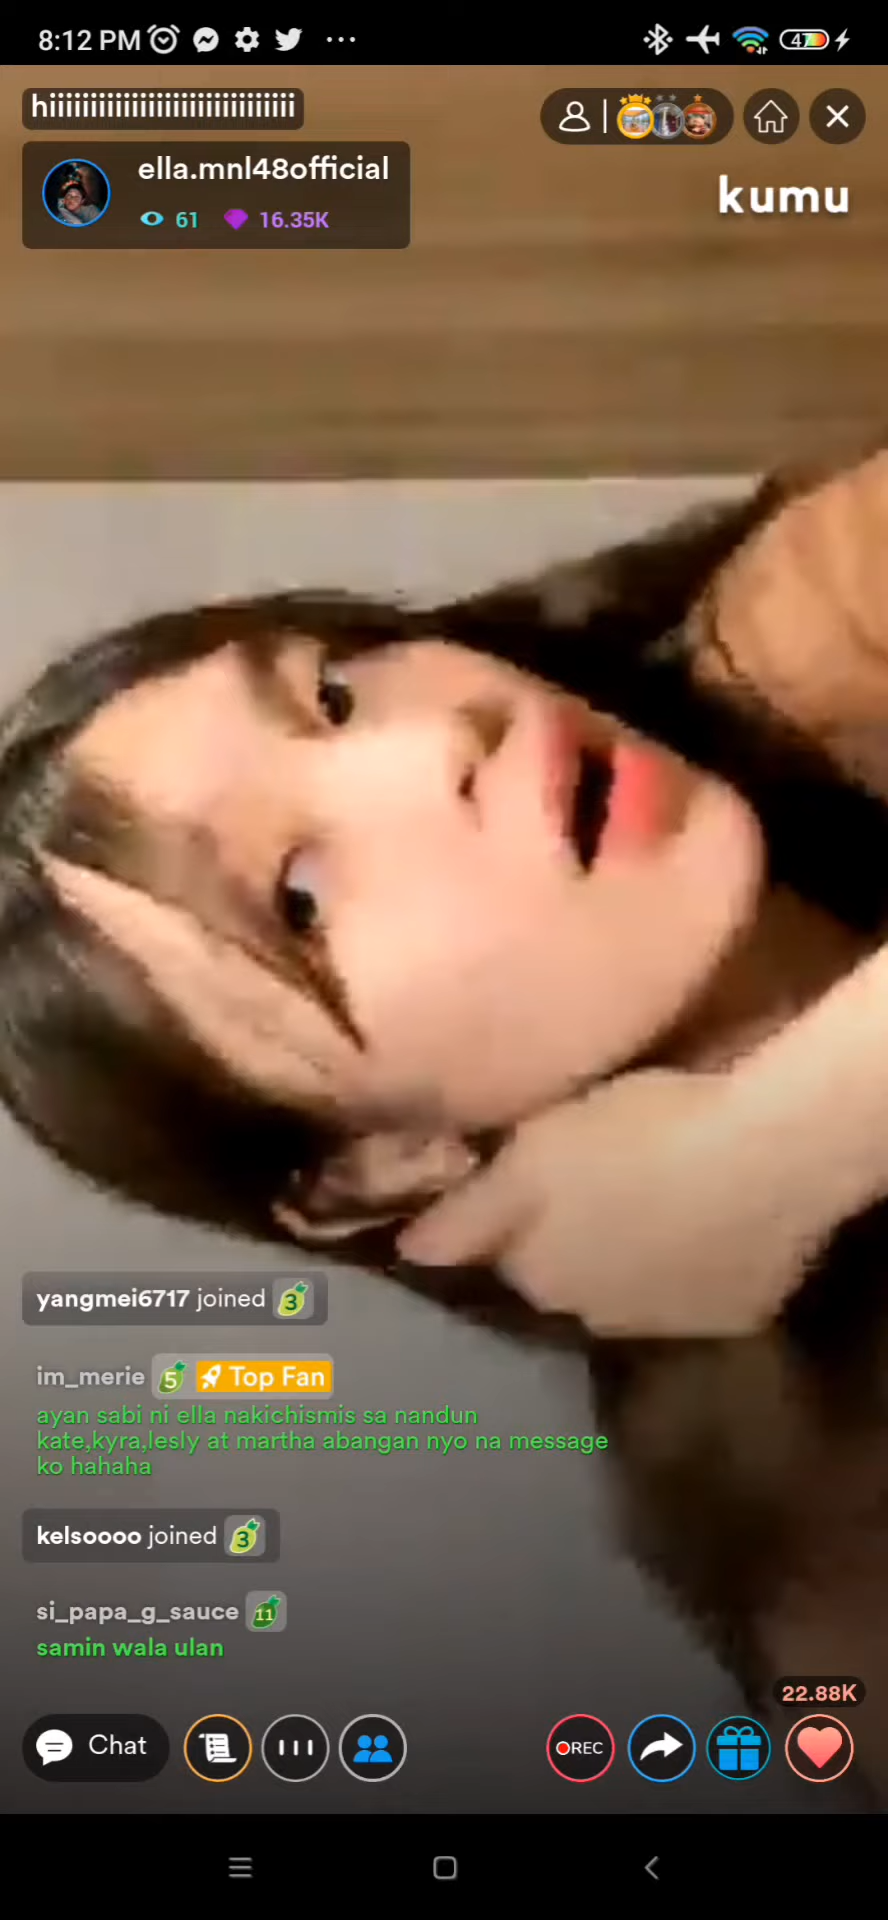 8:12 PM
47
hiiiiiiiiiiiiiiiiiiiiiiiiiiiiiii
ella.mnl48official
61 16.35K
kumu
yangmei6717 joined 3
im_merie 5 Top Fan
ayan sabi ni ella nakichismis sa nandun
kate,kyra,lesly at martha abangan nyo na message
ko hahaha
kelsoooo joined 3
si_papa_g_sauce 11
samin wala ulan
22.88K
Chat
REC